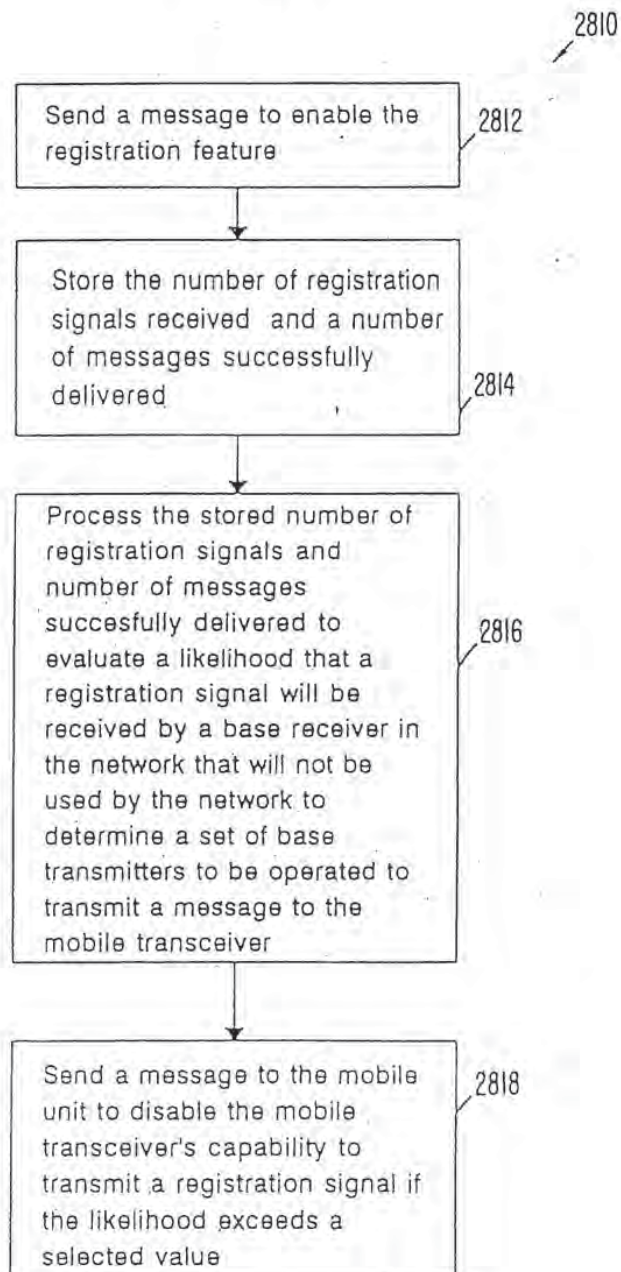 2810
Send a message to enable the
registration feature
2812
Store the number of registration
signals received and a number
of messages successfully
delivered
2814
Process the stored number of
registration signals and
number of messages
succesfully delivered to
evaluate a likelihood that a
registration signal will be
received by a base receiver in
the network that will not be
used by the network to
determine a set of base
transmitters to be operated to
transmit a message to the
mobile transceiver
2816
Send a message to the mobile
unit to disable the mobile
transceiver's capability to
transmit a registration signal if
the likelihood exceeds a
selected value
2818